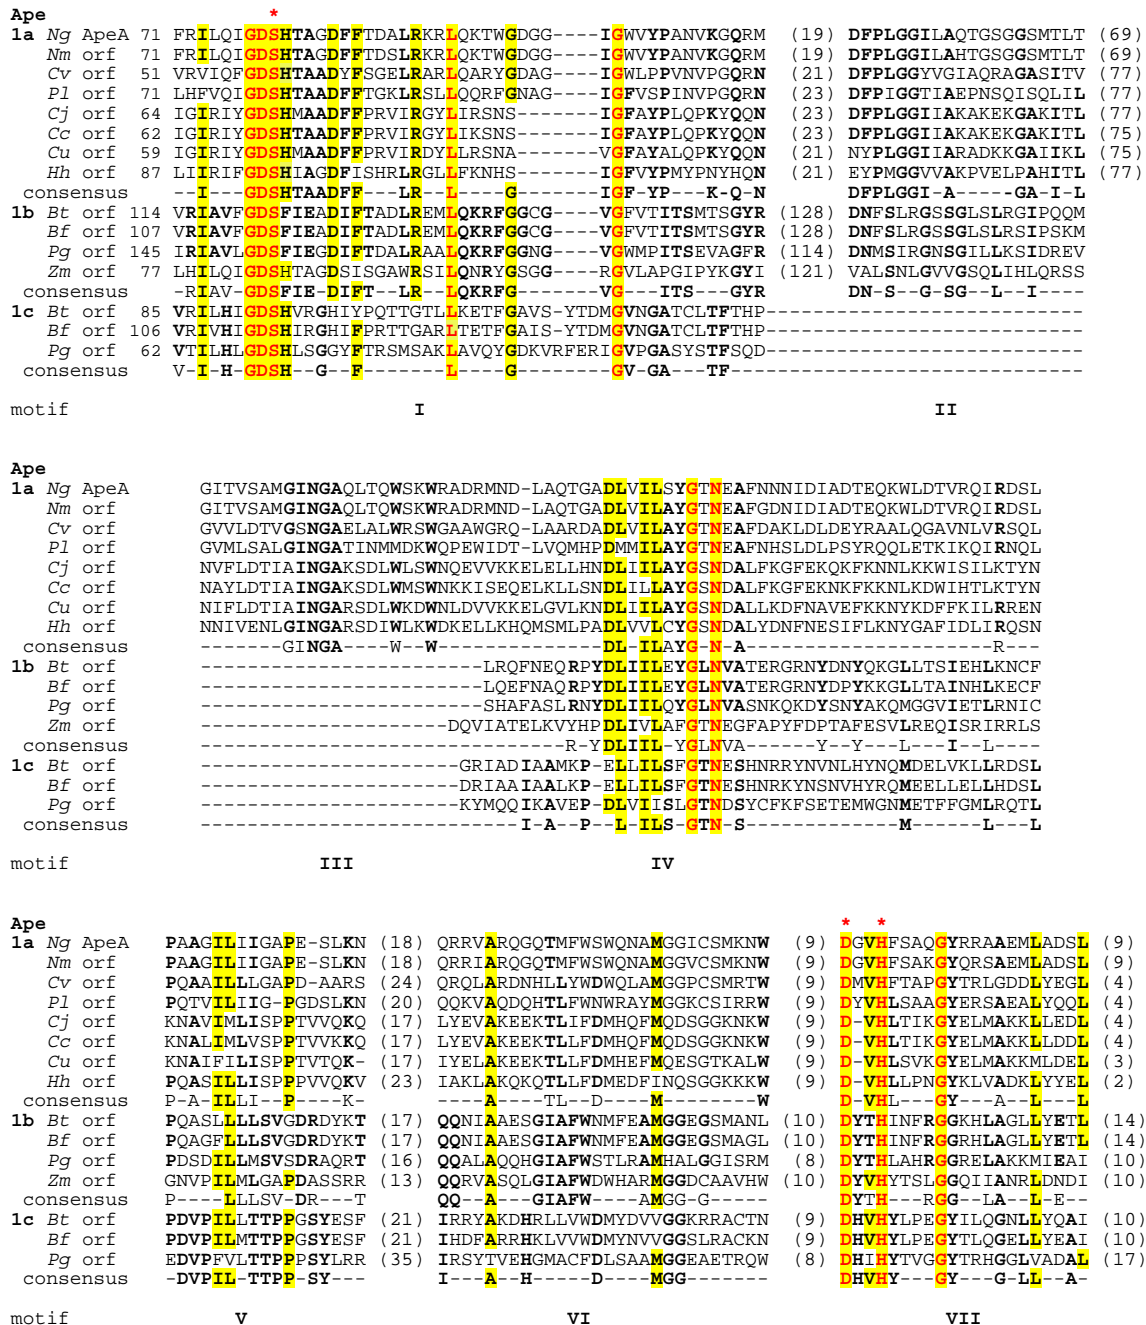 Ape *
1a Ng ApeA 71 FRILQIGDSHTAGDFFTDALRKRLQKTWGDGG----IGWVYPANVKGQRM (19) DFPLGGILAQTGSGGSMTLT (69)
Nm orf 71 FRILQIGDSHTAGDFFTDSLRKRLQKTWGDGG----IGWVYPANVKGQRM (19) DFPLGGILAHTGSGGSMTLT (69)
Cv orf 51 VRVIQFGDSHTAADYFSGELRARLQARYGDAG----IGWLPPVNVPGQRN (21) DFPLGGYVGIAQRAGASITV (77)
Pl orf 71 LHFVQIGDSHTAADFFTGKLRSLLQQRFGNAG----IGFVSPINVPGQRN (23) DFPIGGTIAEPNSQISQLIL (77)
Cj orf 64 IGIRIYGDSHMAADFFPRVIRGYLIRSNS-------IGFAYPLQPKYQQN (23) DFPLGGIIAKAKEKGAKITL (77)
Cc orf 62 IGIRIYGDSHTAADFFPRVIRGYLLRSNS-------IGFAYPLQPKYQQN (23) DFPLGGIIAKAKEKGAKITL (75)
Cu orf 59 IGIRIYGDSHMAADFFPRVIRDYLLRSNA-------VGFAYALQPKYQQN (21) NYPLGGIIARADKKGAIIKL (75)
Hh orf 87 LIIRIFGDSHIAGDFISHRLRGLLFKNHS-------IGFVYPMYPNYHQN (21) EYPMGGVVAKPVELPAHITL (77)
consensus --I---GDSHTAADFF---LR--L----G-------IG-YP---K-Q-N DFPLGGI-A----GA-I-L
1b Bt orf 114 VRIAVFGDSFIEADIFTADLREMLQKRFGGCG----VGFVTITSMTSGYR (128) DNFSLRGSSGLSLRGIPQQM
Bf orf 107 VRIAVFGDSFIEADIFTADLREMLQKRFGGCG----VGFVTITSMTSGYR (128) DNFSLRGSSGLSLRSIPSKM
Pg orf 145 IRIAVLGDSFIEGDIFTDALRAALQKRFGGNG----VGWMPITSEVAGFR (114) DNMSIRGNSGILLKSIDREV
Zm orf 77 LHILQIGDSHTAGDSISGAWRSILQNRYGSGG----RGVLAPGIPYKGYI (121) VALSNLGVVGSQLIHLQRSS
consensus -RIAV-GDSFIE-DIFT--LR--LQKRFG-------VG---ITS---GYR DN-S--G-SG--L--I----
1c Bt orf 85 VRILHIGDSHVRGHIYPQTTGTLLKETFGAVS-YTDMGVNGATCLTFTHP--------------------------
Bf orf 106 VRIVHIGDSHIRGHIFPRTTGARLTETFGAIS-YTDMGVNGATCLTFTHP--------------------------
Pg orf 62 VTILHLGDSHLSGGYFTRSMSAKLAVQYGDKVRFERIGVPGASYSTFSQD--------------------------
consensus V-I-H-GDSH--G--F-------L----G--------GV-GA--TF-----------------------------
motif I II
Ape
1a Ng ApeA GITVSAMGINGAQLTQWSKWRADRMND-LAQTGADLVILSYGTNEAFNNNIDIADTEQKWLDTVRQIRDSL
Nm orf GITVSAMGINGAQLTQWSKWRADRMND-LAQTGADLVILAYGTNEAFGDNIDIADTEQKWLDTVRQIRDSL
Cv orf GVVLDTVGSNGAELALWRSWGAAWGRQ-LAARDADLVILAYGTNEAFDAKLDLDEYRAALQGAVNLVRSQL
Pl orf GVMLSALGINGATINMMDKWQPEWIDT-LVQMHPDMMILAYGTNEAFNHSLDLPSYRQQLETKIKQIRNQL
Cj orf NVFLDTIAINGAKSDLWLSWNQEVVKKELELLHNDLIILAYGSNDALFKGFEKQKFKNNLKKWISILKTYN
Cc orf NAYLDTIAINGAKSDLWMSWNKKISEQELKLLSNDLILLAYGSNDALFKGFEKNKFKNNLKDWIHTLKTYN
Cu orf NIFLDTIAINGARSDLWKDWNLDVVKKELGVLKNDLIILAYGSNDALLKDFNAVEFKKNYKDFFKILRREN
Hh orf NNIVENLGINGARSDIWLKWDKELLKHQMSMLPADLVVLCYGSNDALYDNFNESIFLKNYGAFIDLIRQSN
consensus -------GINGA----W--W--------------DL-ILAYG-N-A---------------------R---
1b Bt orf ------------------------LRQFNEQRPYDLIILEYGLNVATERGRNYDNYQKGLLTSIEHLKNCF
Bf orf ------------------------LQEFNAQRPYDLIILEYGLNVATERGRNYDPYKKGLLTAINHLKECF
Pg orf ------------------------SHAFASLRNYDLIILQYGLNVASNKQKDYSNYAKQMGGVIETLRNIC
Zm orf ---------------------DQVIATELKVYHPDLIVLAFGTNEGFAPYFDPTAFESVLREQISRIRRLS
consensus -------------------------------R-YDLIIL-YGLNVA------Y--Y---L---I--L----
1c Bt orf ----------------------GRIADIAAMKP-ELLILSFGTNESHNRRYNVNLHYNQMDELVKLLRDSL
Bf orf ----------------------DRIAAIAALKP-ELLILSFGTNESHNRRKYNSNVHYRQMEELLELLHDSL
Pg orf ----------------------KYMQQIKAVEP-DLVIISLGTNDSYCFKFSETEMWGNMETFFGMLRQTL
consensus ---------------------------I-A--P--L-ILS-GTN-S-------------M------L---L
motif III IV
Ape * *
1a Ng ApeA PAAGILIIGAPE-SLKN (18) QRRVARQGQTMFWSWQNAMGGICSMKNW (9) DGVHFSAQGYRRAAEMLADSL (9)
Nm orf PAAGILIIGAPE-SLKN (18) QRRIARQGQTMFWSWQNAMGGVCSMKNW (9) DGVHFSAKGYQRSAEMLADSL (9)
Cv orf PQAAILLLGAPD-AARS (24) QRQLARDNHLLYWDWQLAMGGPCSMRTW (9) DMVHFTAPGYTRLGDDLYEGL (4)
Pl orf PQTVILIIG-PGDSLKN (20) QQKVAQDQHTLFWNWRAYMGGKCSIRRW (9) DYVHLSAAGYERSAEALYQQL (4)
Cj orf KNAVIMLISPPTVVQKQ (17) LYEVAKEEKTLIFDMHQFMQDSGGKNKW (9) D-VHLTIKGYELMAKKLLEDL (4)
Cc orf KNALIMLVSPPTVVKKQ (17) LYEVAKEEKTLLFDMHQFMQDSGGKNKW (9) D-VHLTIKGYELMAKKLLDDL (4)
Cu orf KNAIFILISPPTVTQK- (17) IYELAKEEKTLLFDMHEFMQESGTKALW (9) D-VHLSVKGYELMAKKMLDEL (3)
Hh orf PQASILLISPPPVVQKV (23) IAKLAKQKQTLLFDMEDFINQSGGKKKW (9) D-VHLLPNGYKLVADKLYYEL (2)
consensus P-A-ILLI--P----K- A----TL--D----M--------W D-VHL---GY---A---L--L
1b Bt orf PQASLLLLSVGDRDYKT (17) QQNIAAESGIAFWNMFEAMGGEGSMANL (10) DYTHINFRGGKHLAGLLYETL (14)
Bf orf PQAGFLLLSVGDRDYKT (17) QQNIAAESGIAFWNMFEAMGGEGSMAGL (10) DYTHINFRGGRHLAGLLYETL (14)
Pg orf PDSDILLMSVSDRAQRT (16) QQALAQQHGIAFWSTLRAMHALGGISRM (8) DYTHLAHRGGRELAKKMIEAI (10)
Zm orf GNVPILMLGAPDASSRR (13) QQRVASQLGIAFWDWHARMGGDCAAVHW (10) DYVHYTSLGGQIIANRLDNDI (10)
consensus P----LLLSV-DR---T QQ--A---GIAFW----AMGG-G----- DYTH---RGG--LA--L-E--
1c Bt orf PDVPILLTTPPGSYESF (21) IRRYAKDHRLLVWDMYDVVGGKRRACTN (9) DHVHYLPEGYILQGNLLYQAI (10)
Bf orf PDVPILMTTPPGSYESF (21) IHDFARRHKLVVWDMYNVVGGSLRACKN (9) DHVHYLPEGYTLQGELLYEAI (10)
Pg orf EDVPFVLTTPPPSYLRR (35) IRSYTVEHGMACFDLSAAMGGEAETRQW (8) DHIHYTVGGYTRHGGLVADAL (17)
consensus -DVPIL-TTPP-SY--- I---A--H-----D----MGG------- DHVHY---GY---G-LL--A-
motif V VI VII